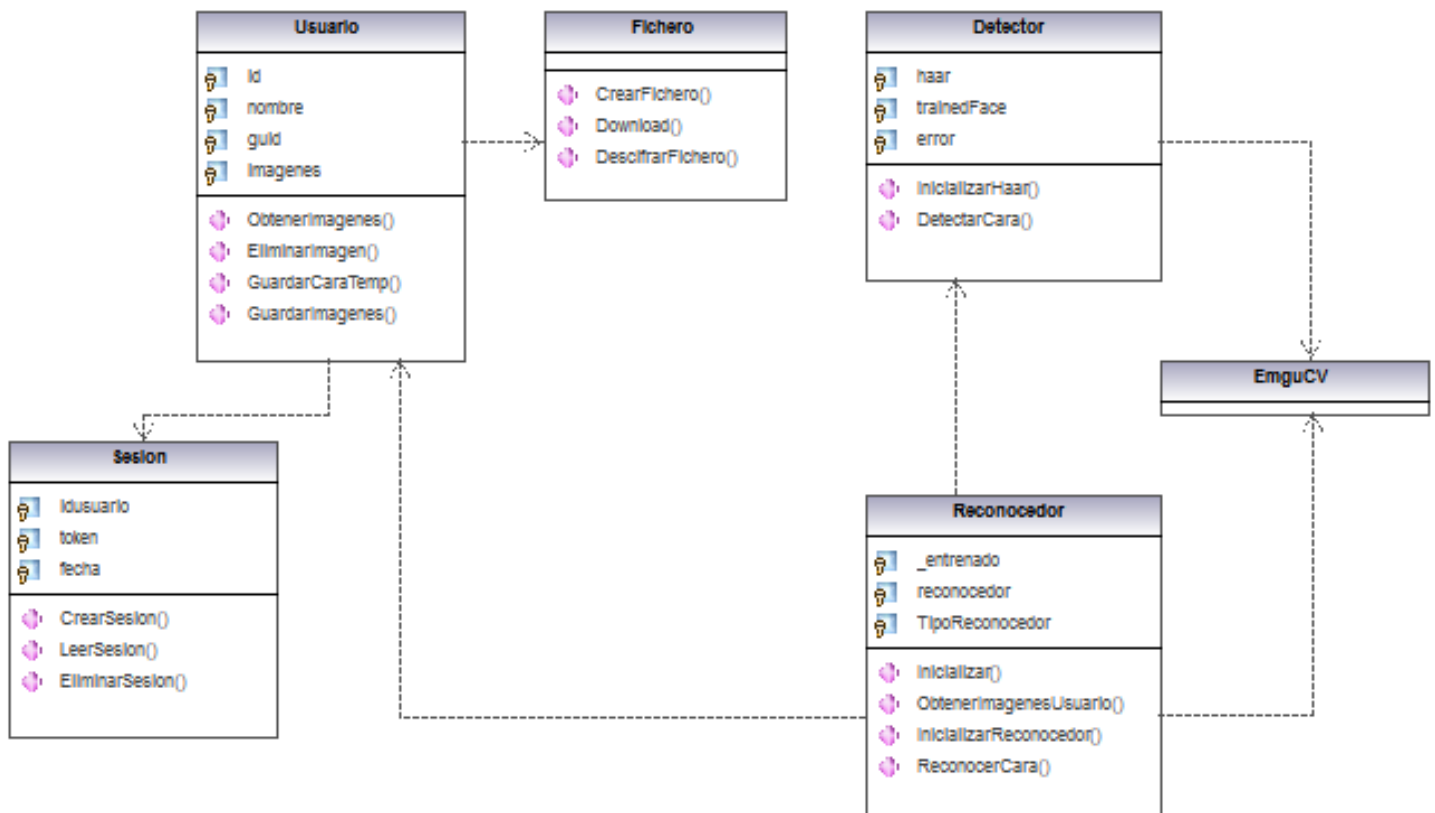 Usuario
id
nombre
guid
imagenes
ObtenerImagenes()
EliminarImagen()
GuardarCaraTemp()
GuardarImagenes()
Fichero
CrearFichero()
Download()
DescifrarFichero()
Detector
haar
trainedFace
error
InicializarHaar()
DetectarCara()
EmguCV
Sesion
idusuario
token
fecha
CrearSesion()
LeerSesion()
EliminarSesion()
Reconocedor
_entrenado
reconocedor
TipoReconocedor
Inicializar()
ObtenerImagenesUsuario()
InicializarReconocedor()
ReconocerCara()